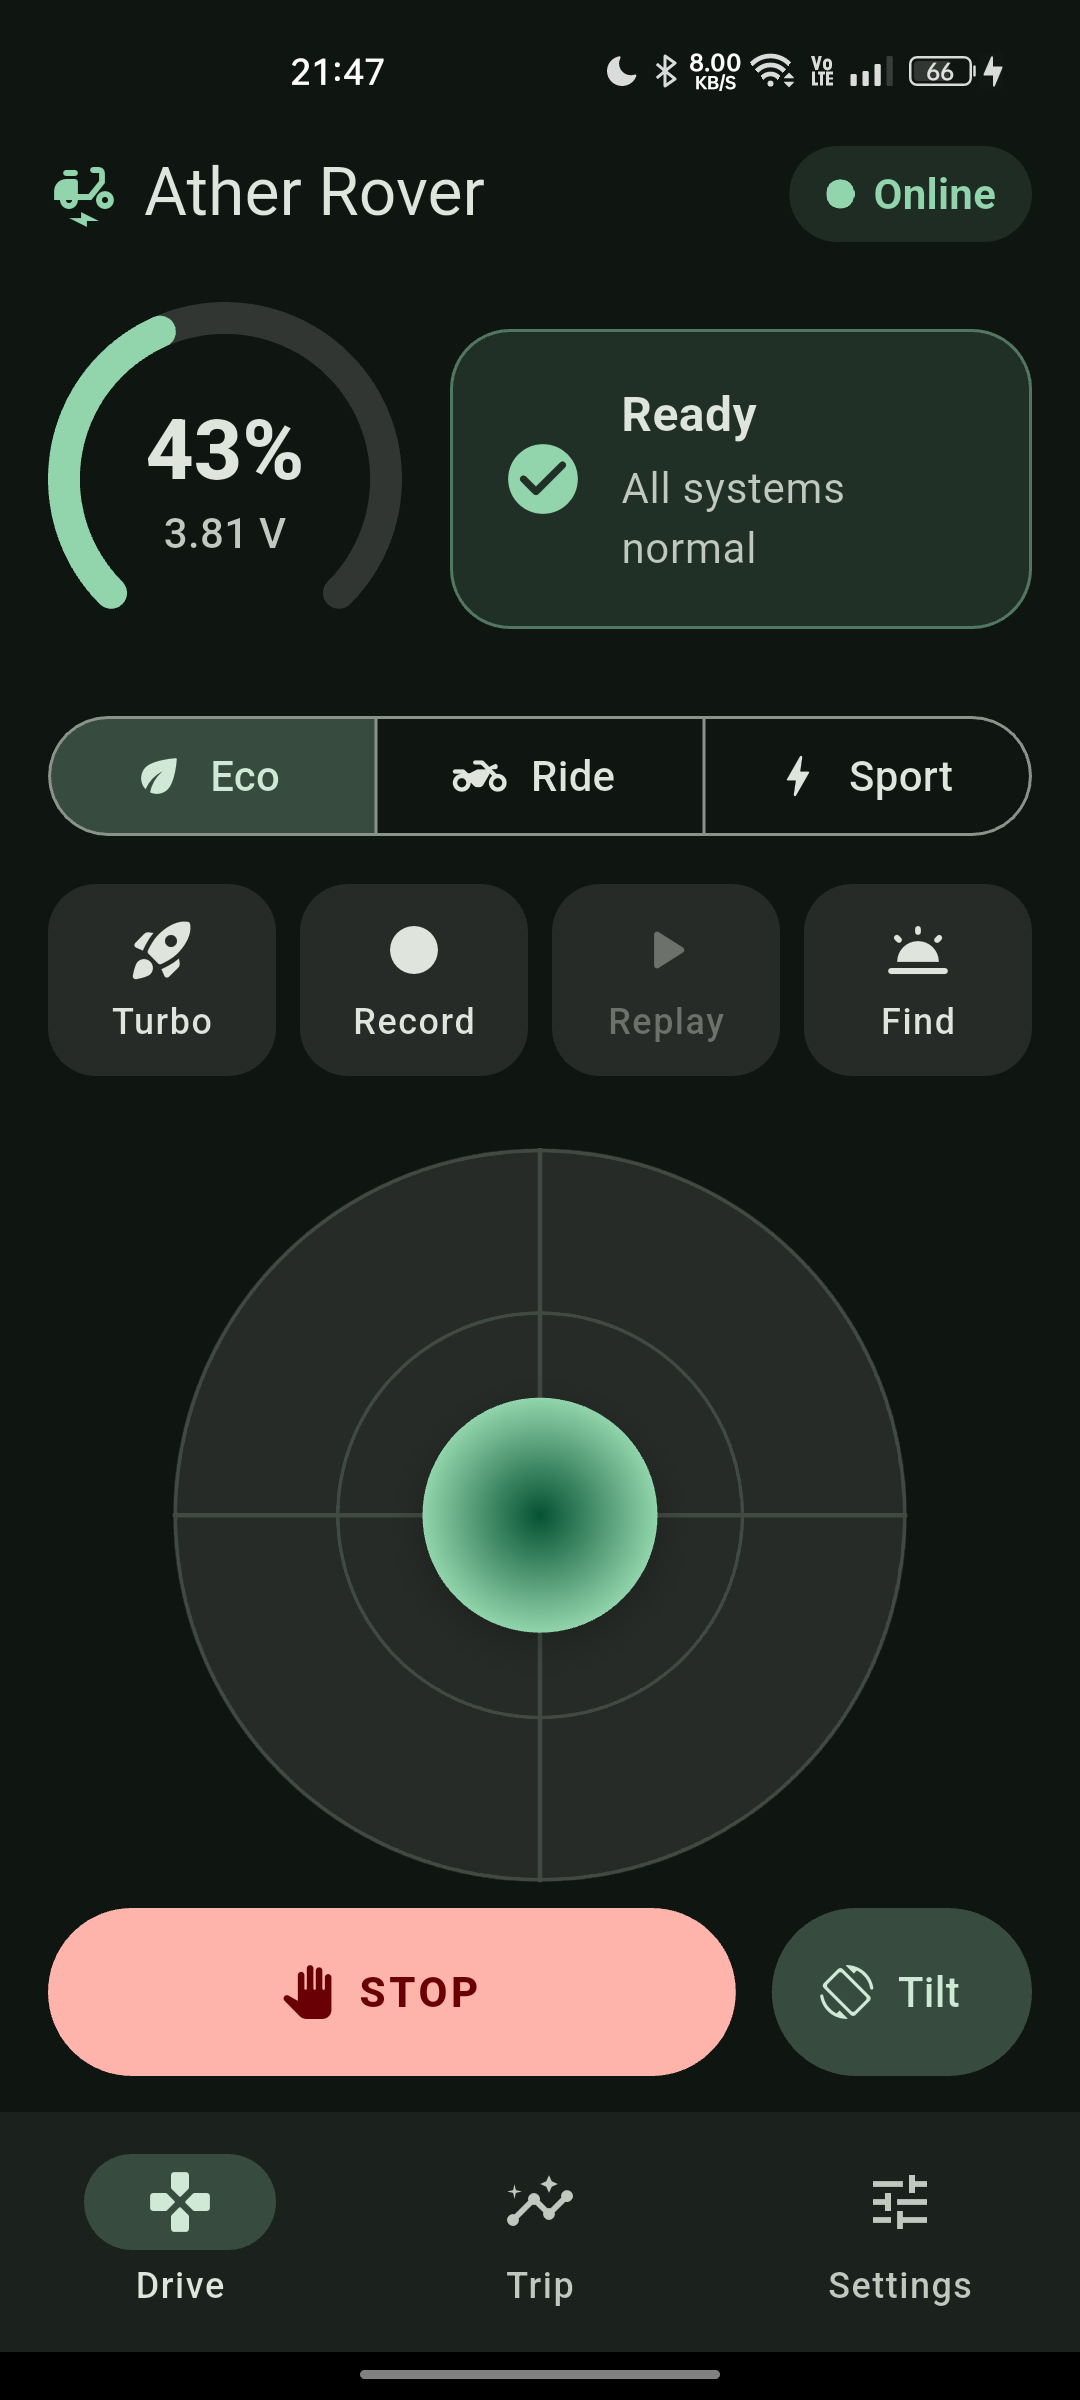 21:47
8.00
KB/S
Vo
LTE
66
Ather Rover
Online
43%
3.81 V
Ready
All systems
normal
Eco
Ride
Sport
Turbo
Record
Replay
Find
STOP
Tilt
Drive
Trip
Settings